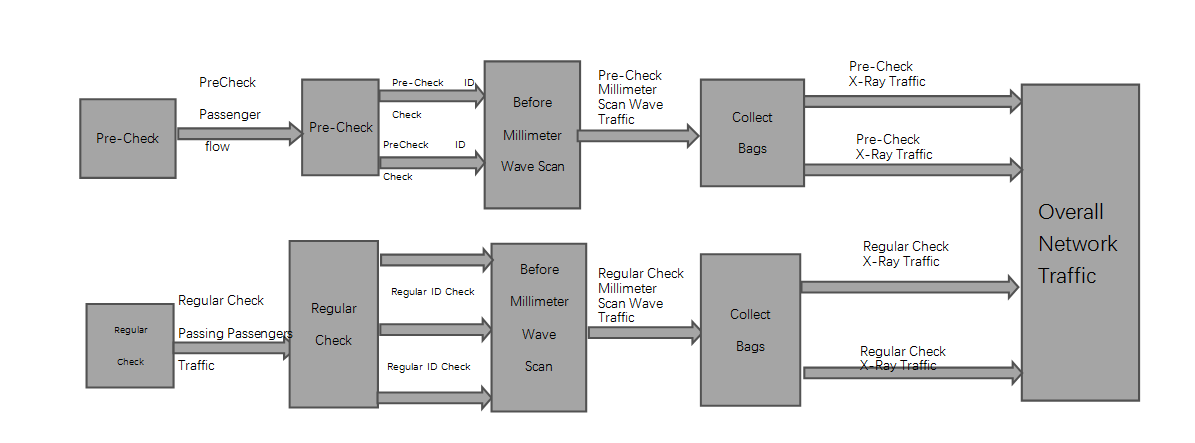 Pre-Check
PreCheck
Passenger
flow
Pre-Check
Pre-Check ID
Check
PreCheck ID
Check
Before
Millimeter
Wave Scan
Pre-Check
Millimeter
Scan Wave
Traffic
Collect
Bags
Pre-Check
X-Ray Traffic
Pre-Check
X-Ray Traffic
Overall
Network
Traffic
Regular
Check
Regular Check
Passing Passengers
Traffic
Regular
Check
Regular ID Check
Regular ID Check
Before
Millimeter
Wave
Scan
Regular Check
Millimeter
Scan Wave
Traffic
Collect
Bags
Regular Check
X-Ray Traffic
Regular Check
X-Ray Traffic